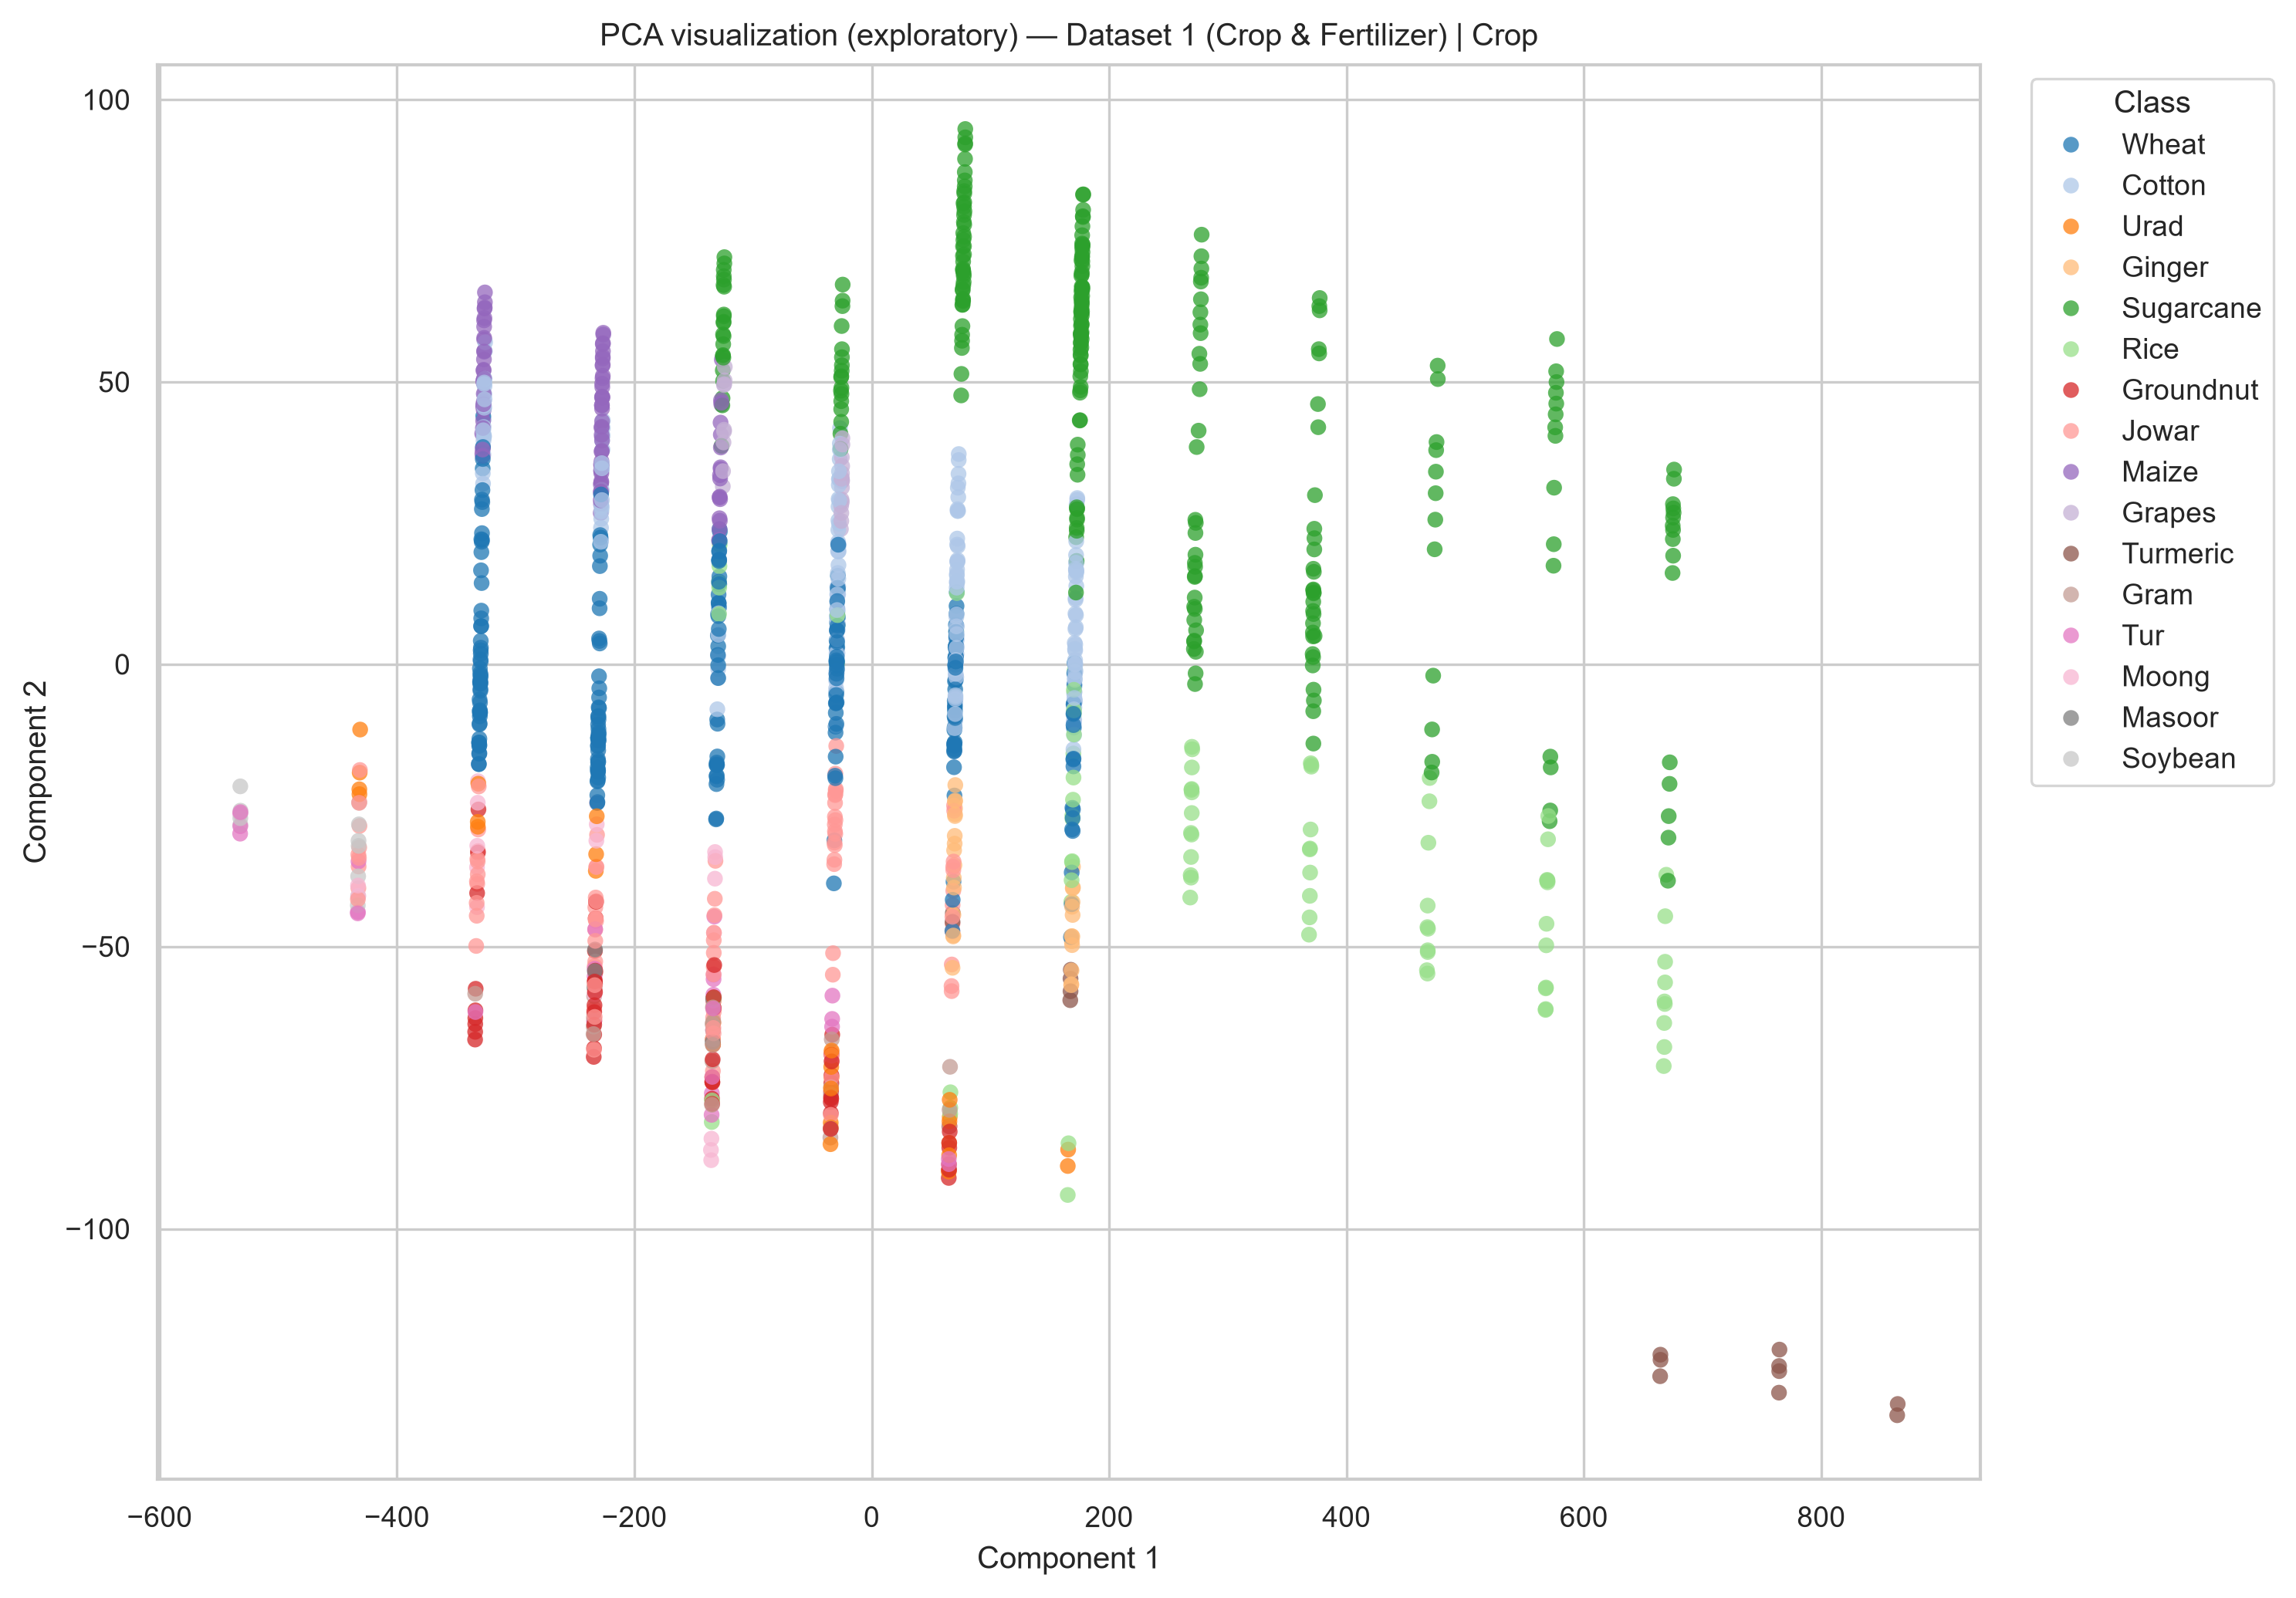 PCA visualization (exploratory) — Dataset 1 (Crop & Fertilizer) | Crop
100
50
0
−50
−100
Component 2
−600
−400
−200
0
200
400
600
800
Component 1
Class
Wheat
Cotton
Urad
Ginger
Sugarcane
Rice
Groundnut
Jowar
Maize
Grapes
Turmeric
Gram
Tur
Moong
Masoor
Soybean